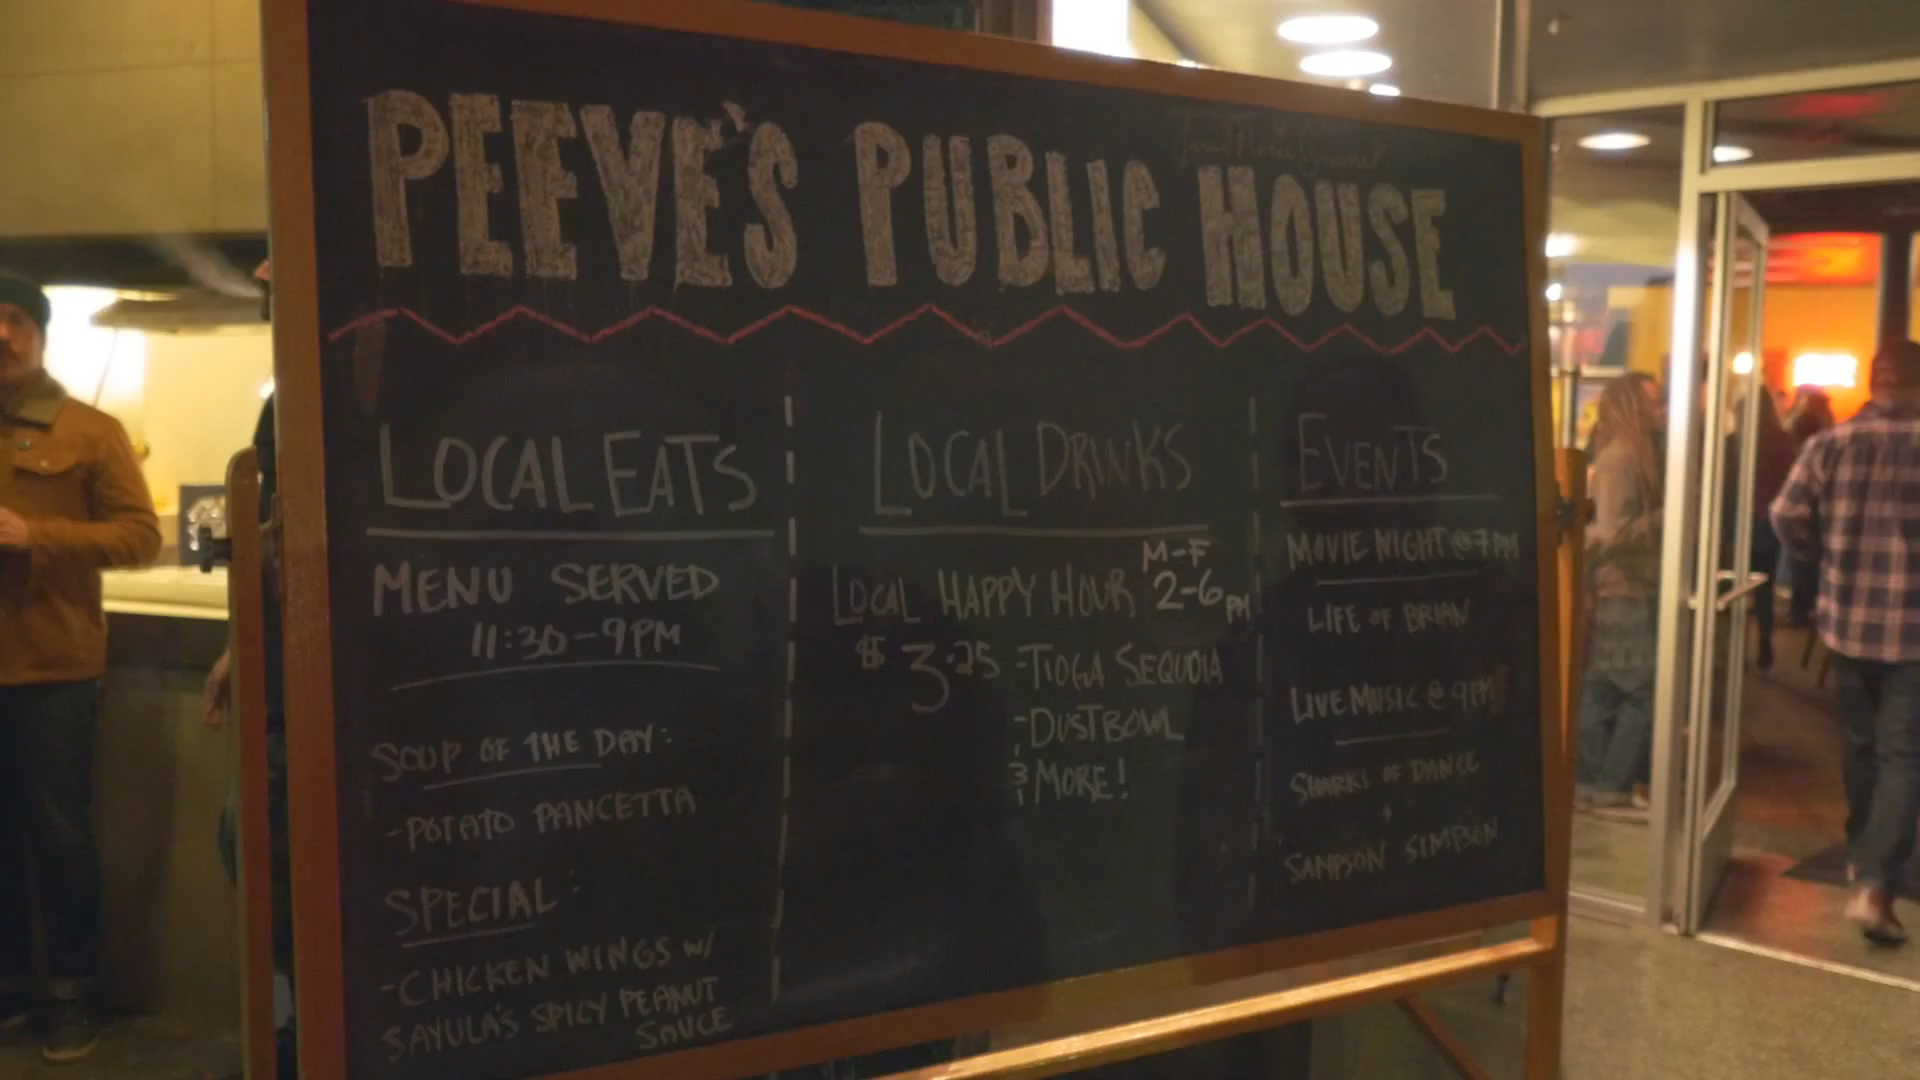 PEEVE'S PUBLIC HOUSE
LOCAL EATS
MENU SERVED
11:30-9PM
SOUP OF THE DAY:
-POTATO PANCETTA
SPECIAL:
-CHICKEN WINGS W/
SAYULA'S SPICY PEANUT
SAUCE
LOCAL DRINKS
M-F
LOCAL HAPPY HOUR 2-6 PM
$3.25 -TIOGA SEQUOIA
-DUSTBOWL
& MORE!
EVENTS
MOVIE NIGHT @ 7PM
LIFE OF BRIAN
LIVE MUSIC @ 9PM
SHARKS OF DANCE
+
SAMPSON SIMPSON